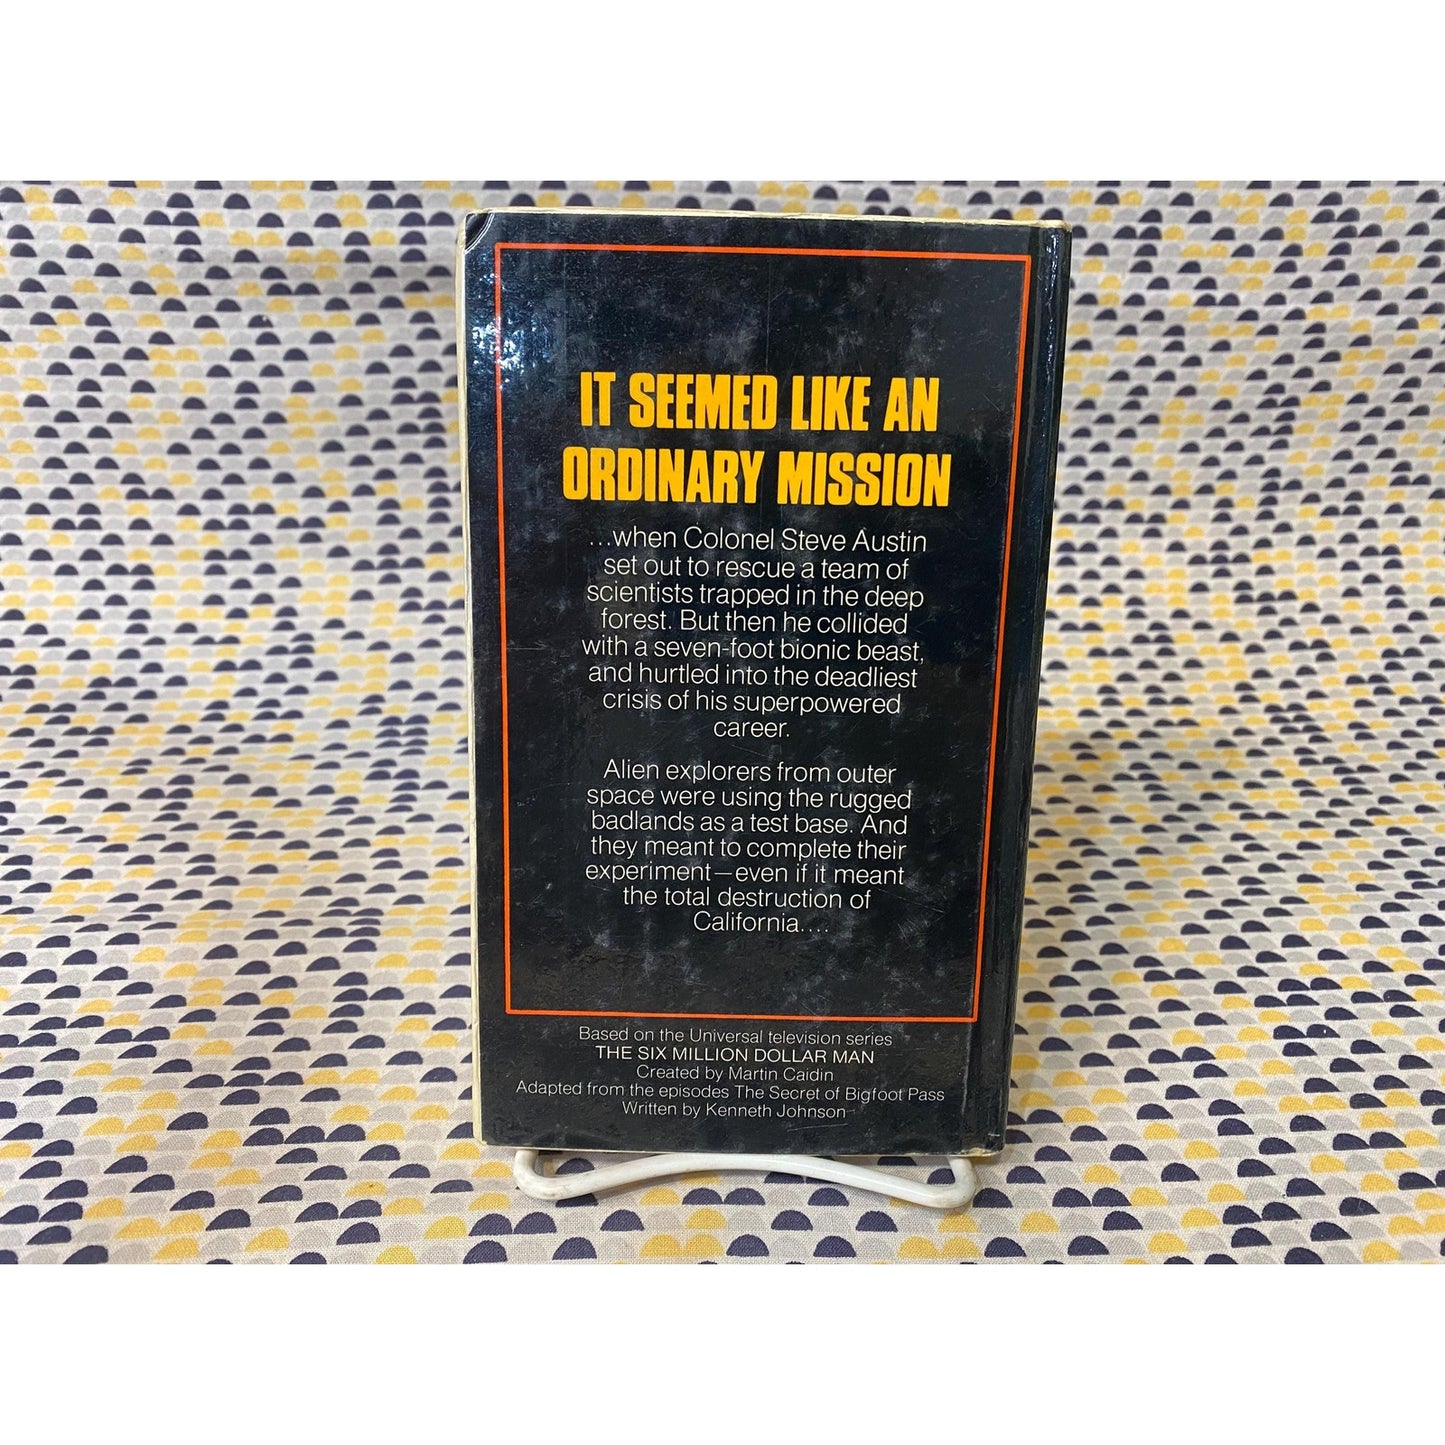 IT SEEMED LIKE AN
ORDINARY MISSION
...when Colonel Steve Austin
set out to rescue a team of
scientists trapped in the deep
forest. But then he collided
with a seven-foot bionic beast,
and hurtled into the deadliest
crisis of his superpowered
career.
Alien explorers from outer
space were using the rugged
badlands as a test base. And
they meant to complete their
experiment—even if it meant
the total destruction of
California....
Based on the Universal television series
THE SIX MILLION DOLLAR MAN
Created by Martin Caidin
Adapted from the episodes The Secret of Bigfoot Pass
Written by Kenneth Johnson